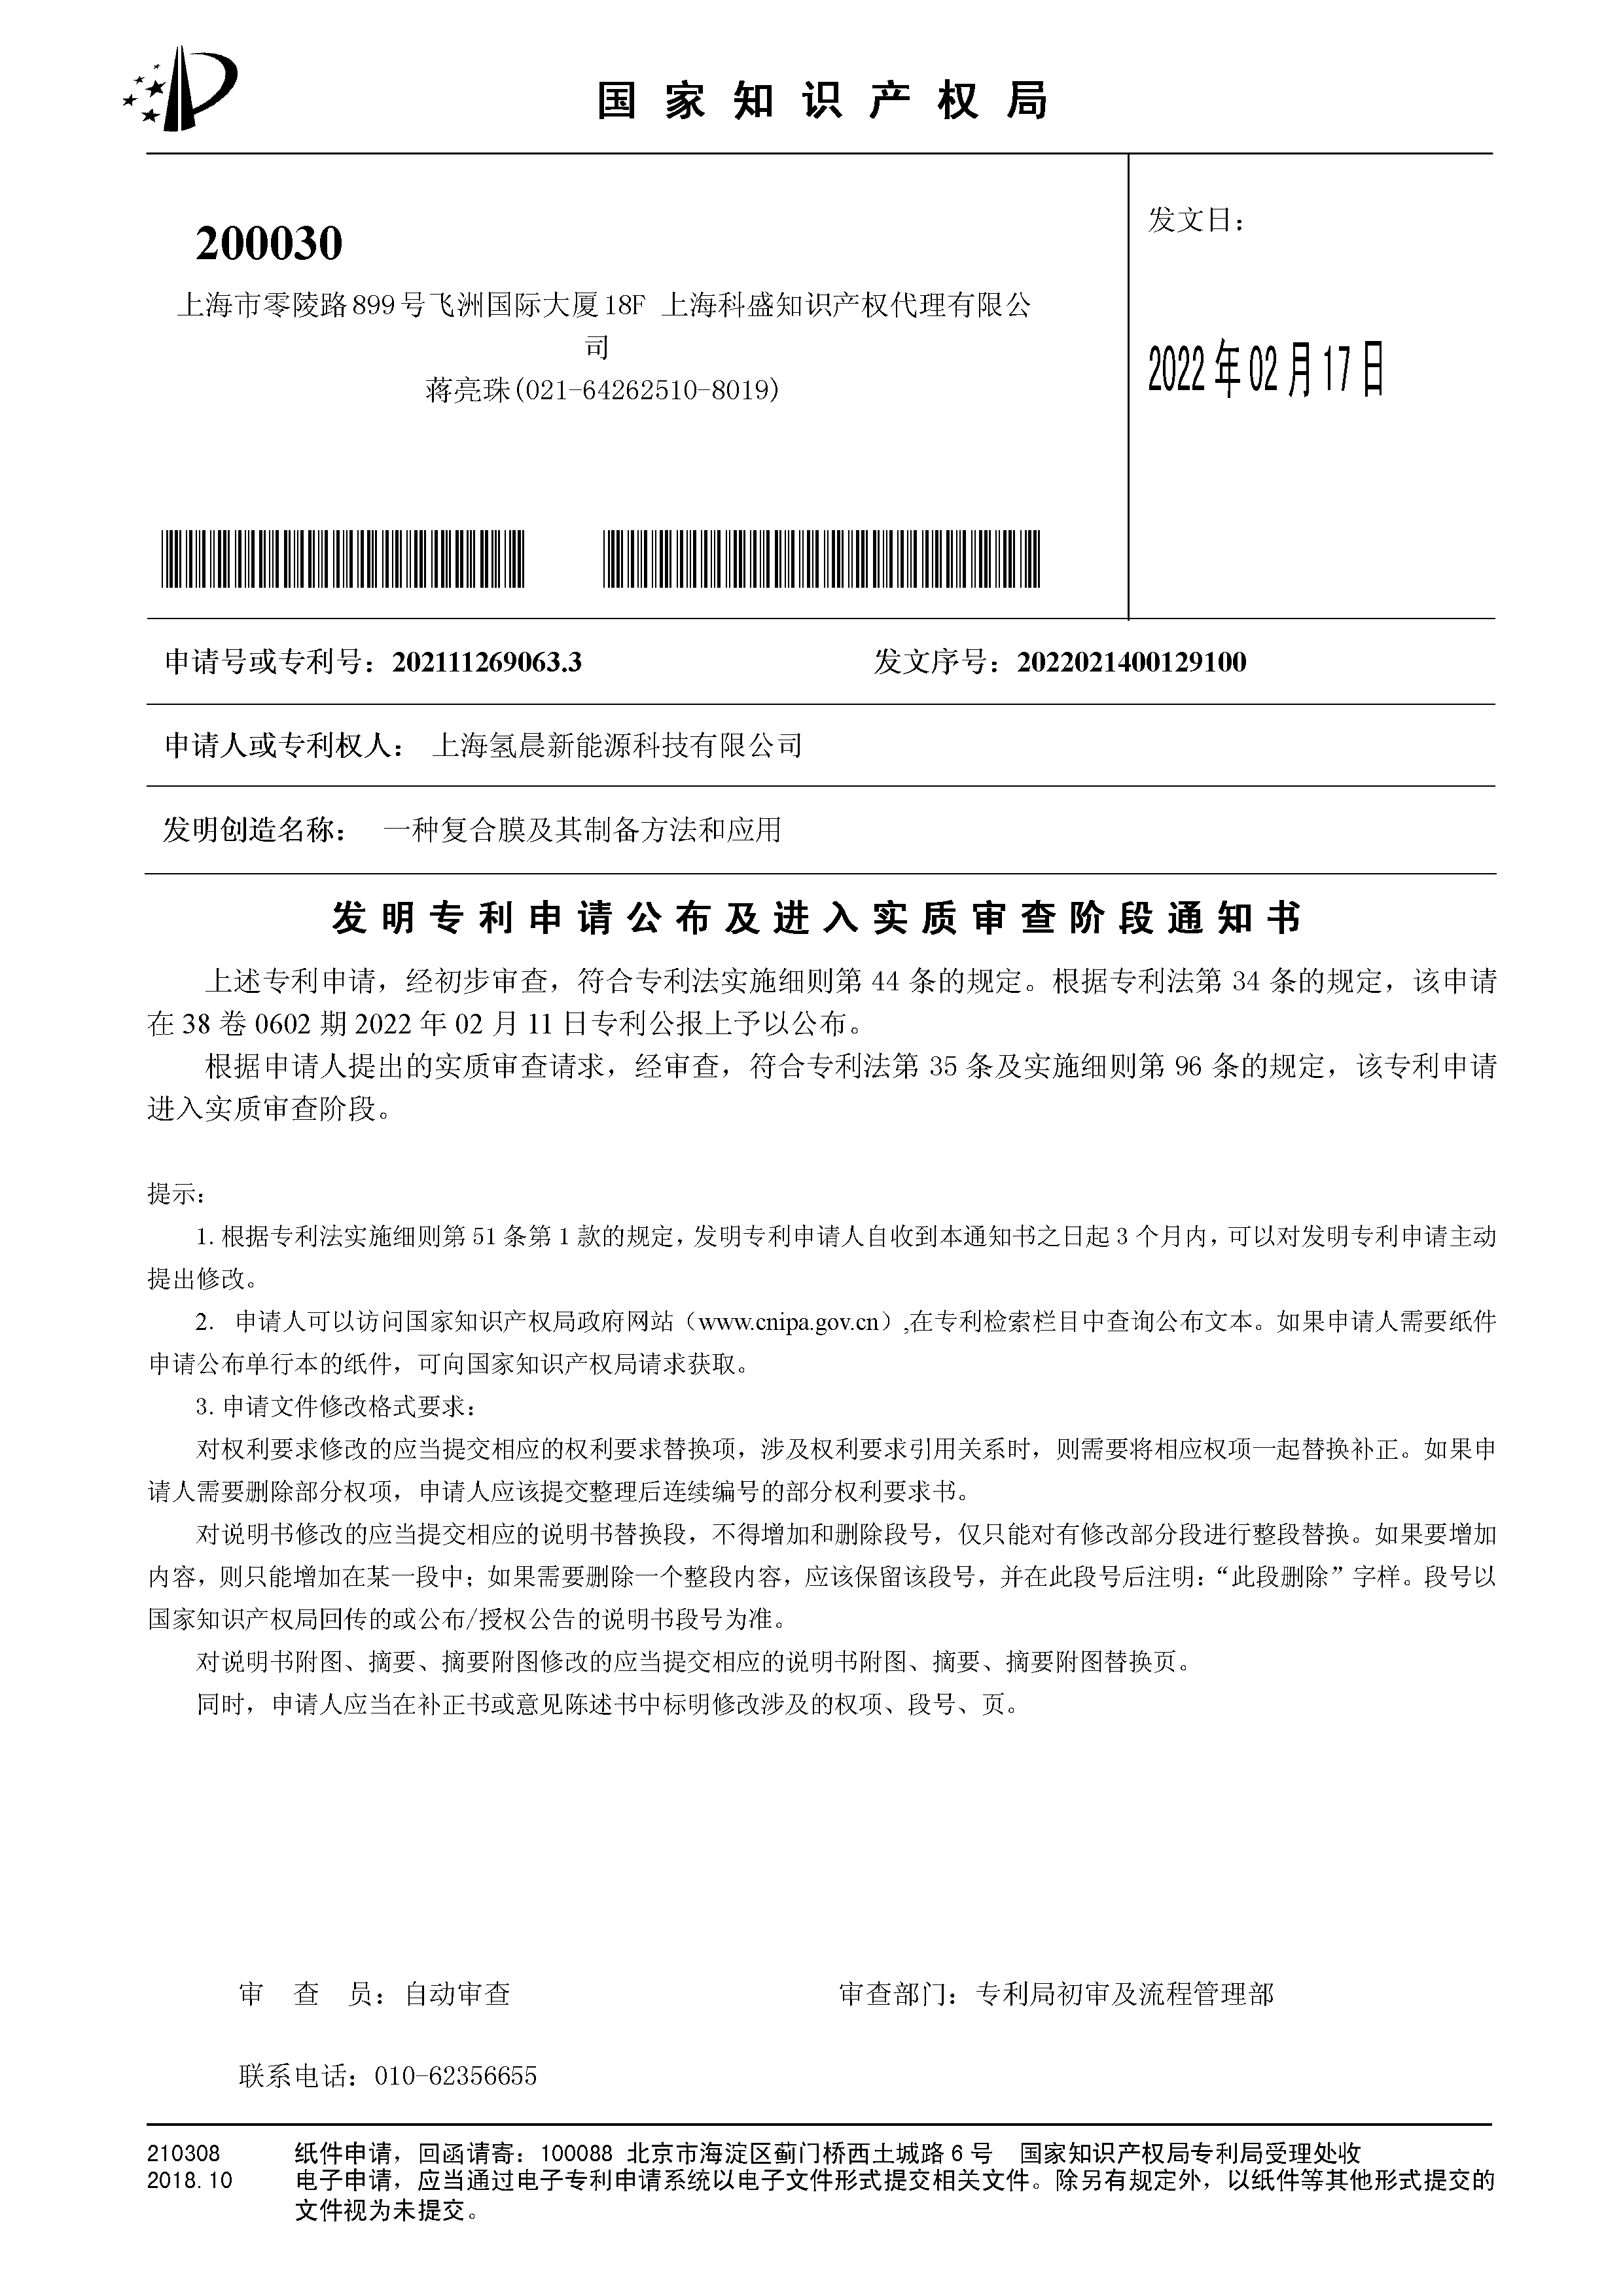 国家知识产权局
200030
上海市零陵路899号飞洲国际大厦18F 上海科盛知识产权代理有限公
司
蒋亮珠(021-64262510-8019)
发文日：
2022年02月17日
申请号或专利号：202111269063.3 发文序号：2022021400129100
申请人或专利权人： 上海氢晨新能源科技有限公司
发明创造名称： 一种复合膜及其制备方法和应用
发明专利申请公布及进入实质审查阶段通知书
上述专利申请，经初步审查，符合专利法实施细则第 44 条的规定。根据专利法第 34 条的规定，该申请
在 38 卷 0602 期 2022 年 02 月 11 日专利公报上予以公布。
根据申请人提出的实质审查请求，经审查，符合专利法第 35 条及实施细则第 96 条的规定，该专利申请
进入实质审查阶段。
提示：
1. 根据专利法实施细则第 51 条第 1 款的规定，发明专利申请人自收到本通知书之日起 3 个月内，可以对发明专利申请主动
提出修改。
2. 申请人可以访问国家知识产权局政府网站（www.cnipa.gov.cn）,在专利检索栏目中查询公布文本。如果申请人需要纸件
申请公布单行本的纸件，可向国家知识产权局请求获取。
3. 申请文件修改格式要求：
对权利要求修改的应当提交相应的权利要求替换项，涉及权利要求引用关系时，则需要将相应权项一起替换补正。如果申
请人需要删除部分权项，申请人应该提交整理后连续编号的部分权利要求书。
对说明书修改的应当提交相应的说明书替换段，不得增加和删除段号，仅只能对有修改部分段进行整段替换。如果要增加
内容，则只能增加在某一段中；如果需要删除一个整段内容，应该保留该段号，并在此段号后注明：“此段删除”字样。段号以
国家知识产权局回传的或公布/授权公告的说明书段号为准。
对说明书附图、摘要、摘要附图修改的应当提交相应的说明书附图、摘要、摘要附图替换页。
同时，申请人应当在补正书或意见陈述书中标明修改涉及的权项、段号、页。
审 查 员：自动审查 审查部门：专利局初审及流程管理部
联系电话：010-62356655
210308 纸件申请，回函请寄：100088 北京市海淀区蓟门桥西土城路 6 号 国家知识产权局专利局受理处收
2018.10 电子申请，应当通过电子专利申请系统以电子文件形式提交相关文件。除另有规定外，以纸件等其他形式提交的
文件视为未提交。